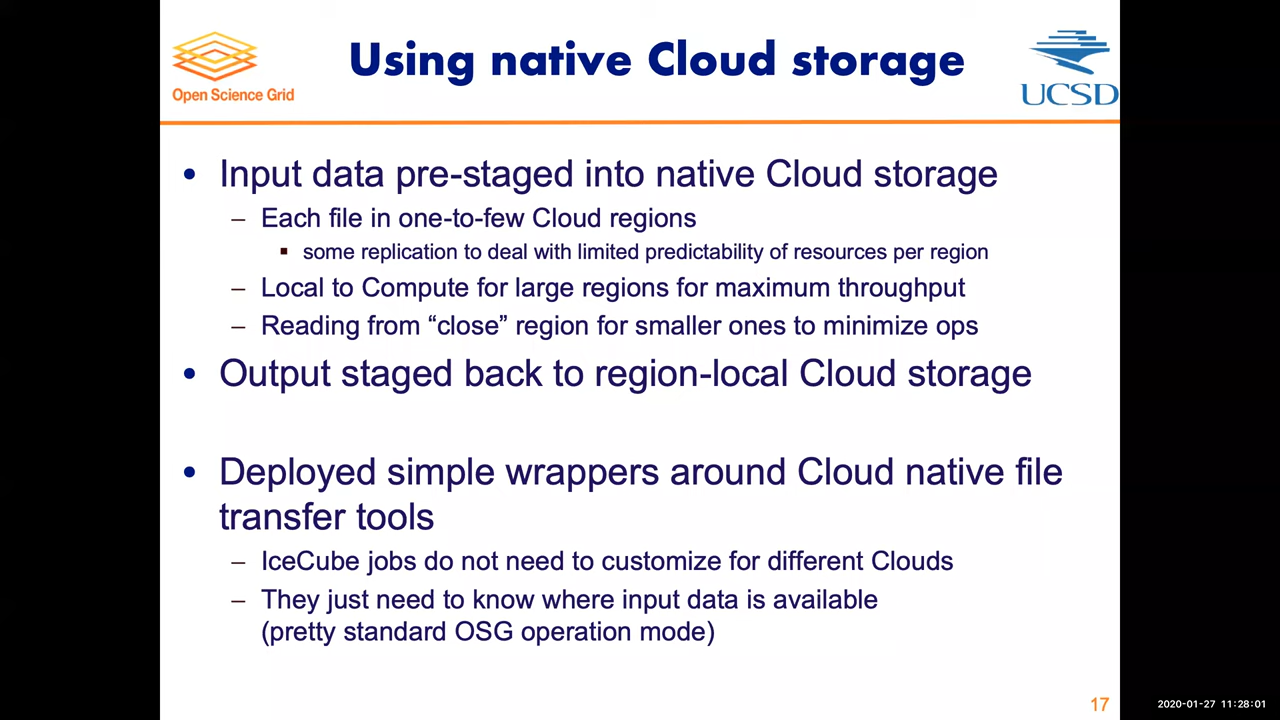 Using native Cloud storage
Open Science Grid
UCSD
• Input data pre-staged into native Cloud storage
– Each file in one-to-few Cloud regions
▪ some replication to deal with limited predictability of resources per region
– Local to Compute for large regions for maximum throughput
– Reading from “close” region for smaller ones to minimize ops
• Output staged back to region-local Cloud storage
• Deployed simple wrappers around Cloud native file
transfer tools
– IceCube jobs do not need to customize for different Clouds
– They just need to know where input data is available
(pretty standard OSG operation mode)
17
2020-01-27 11:28:01